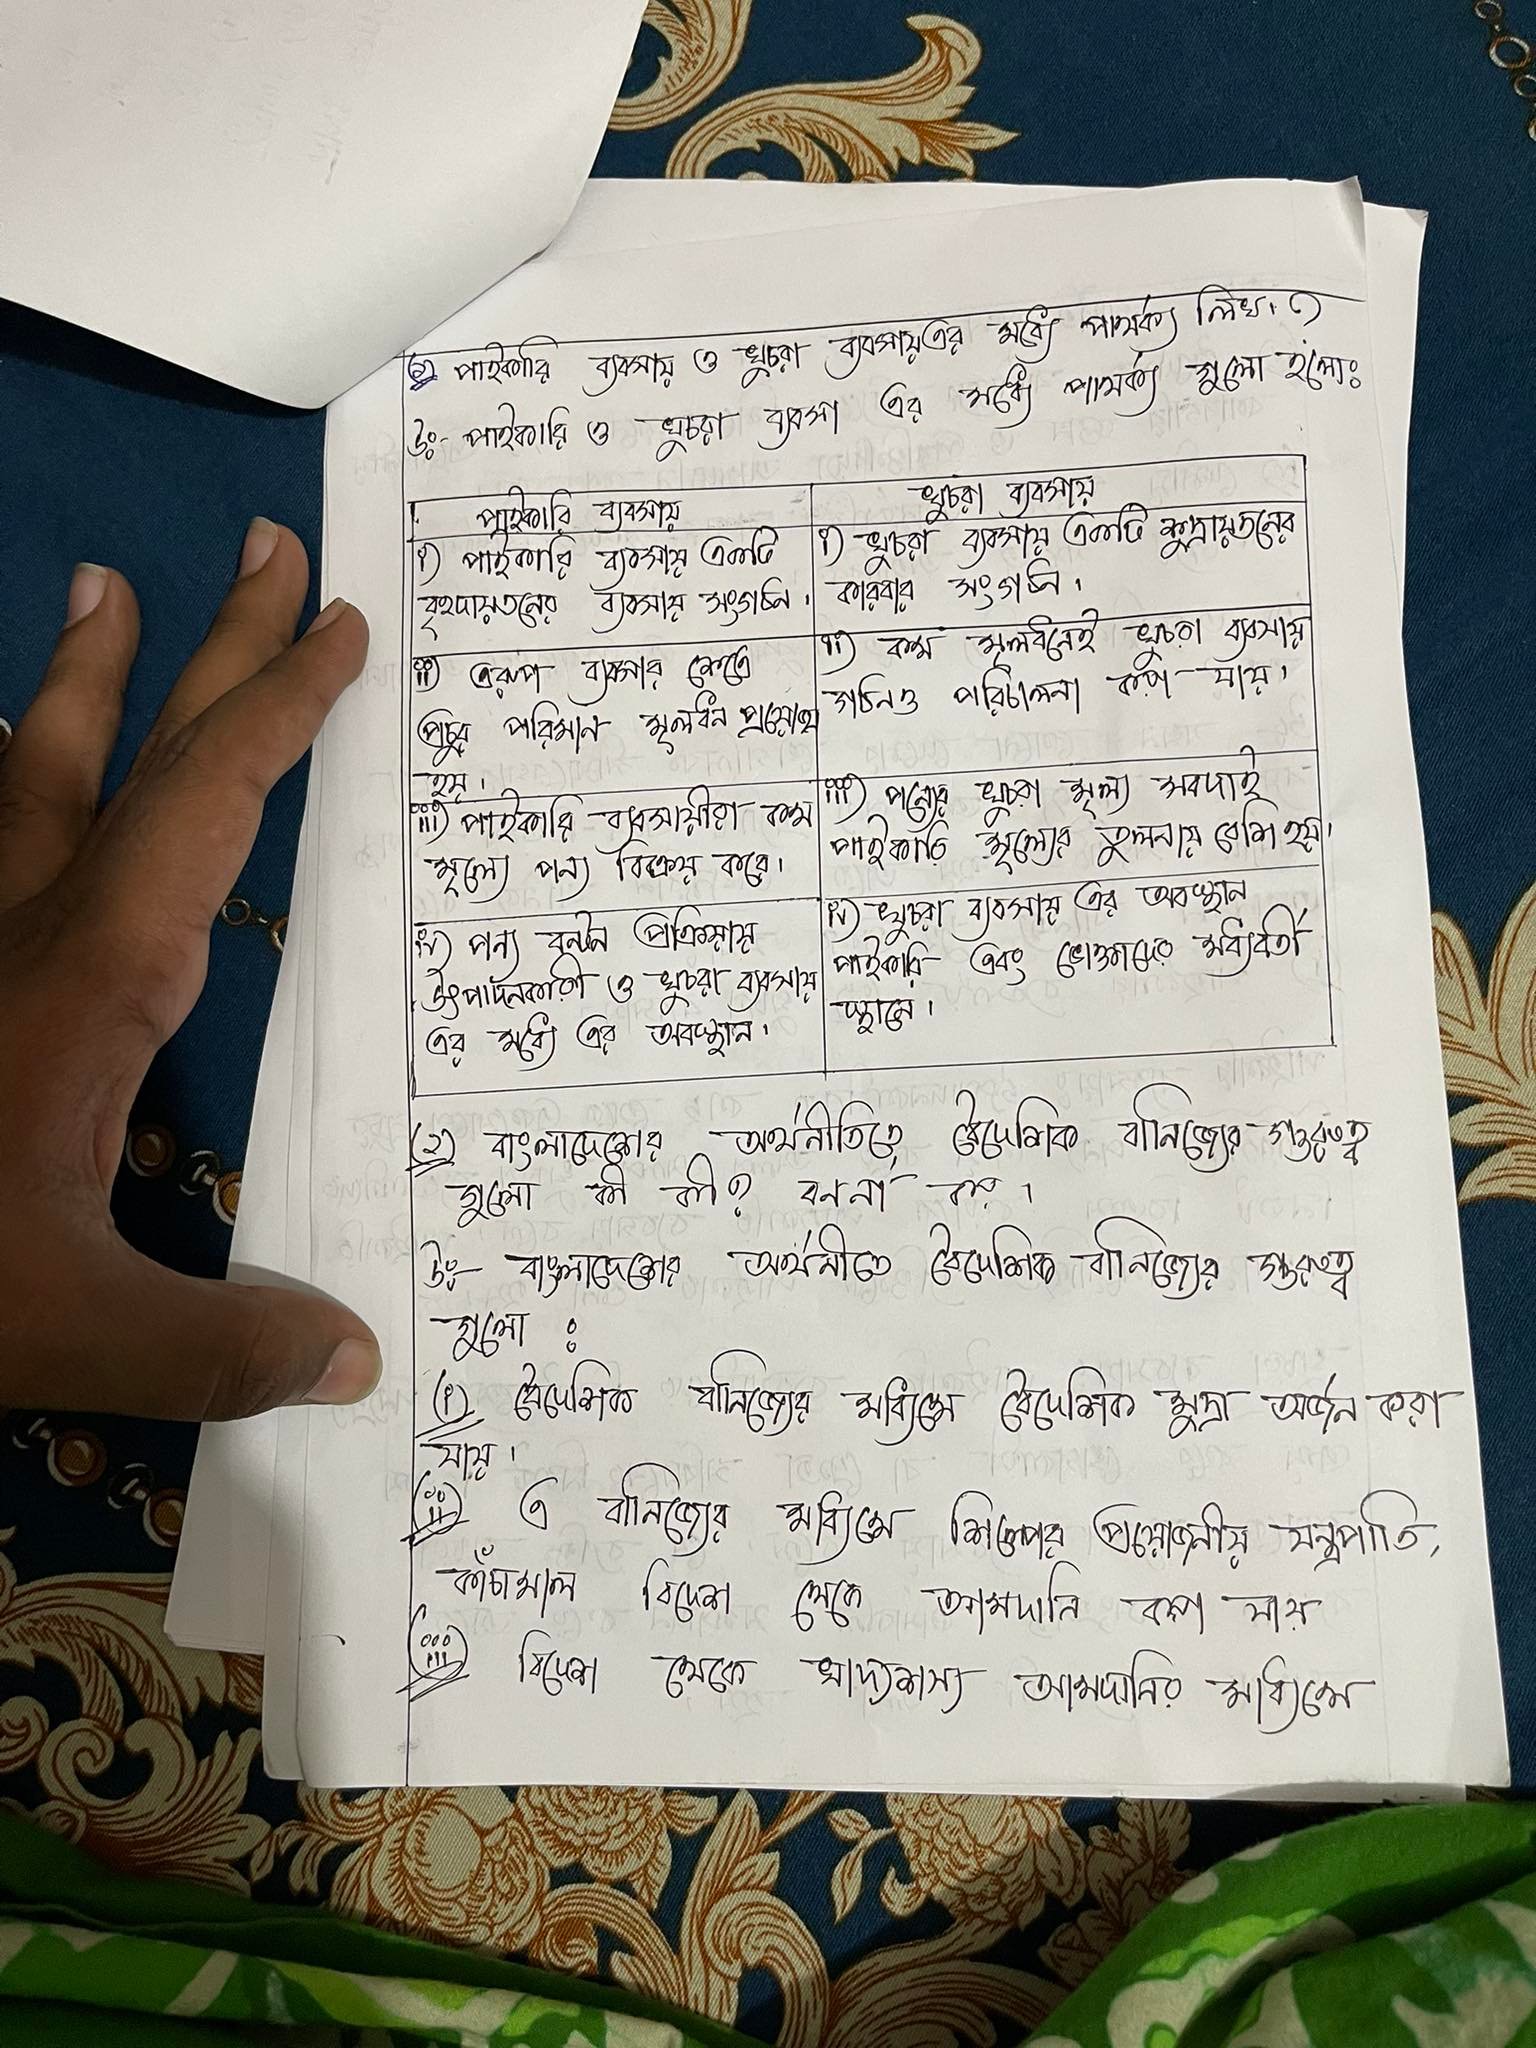 (১) পাইকারি ব্যবসায় ও খুচরা ব্যবসায়এর মধ্যে পার্থক্য লিখ।
উঃ- পাইকারি ও খুচরা ব্যবসা এর মধ্যে পার্থক্য গুলো হলোঃ
পাইকারি ব্যবসায়
খুচরা ব্যবসায়
i) পাইকারি ব্যবসায় একটি
বৃহদায়তনের ব্যবসায় সংগঠন।
i) খুচরা ব্যবসায় একটি ক্ষুদ্রায়তনের
কারবার সংগঠন।
ii) এরূপ ব্যবসার ক্ষেত্রে
প্রচুর পরিমান মূলধন প্রয়োজন
হয়।
ii) কম মূলধনেই খুচরা ব্যবসায়
গঠনও পরিচালনা করা যায়।
iii) পাইকারি ব্যবসায়ীরা কম
মূল্যে পন্য বিক্রয় করে।
iii) পন্যের খুচরা মূল্য সবদাই
পাইকারি মূল্যের তুলনায় বেশি হয়।
iv) পন্য বন্টন প্রক্রিয়ায়
উৎপাদনকারী ও খুচরা ব্যবসায়
এর মধ্যে এর অবস্থান।
iv) খুচরা ব্যবসায় এর অবস্থান
পাইকারি এবং ভোক্তাদের মধ্যবর্তী
স্থানে।
(২) বাংলাদেশের অর্থনীতিতে বৈদেশিক বানিজ্যের গুরুত্ব
গুলো কী কী? বর্ননা কর।
উঃ- বাংলাদেশের অর্থনীতে বৈদেশিক বানিজ্যের গুরুত্ব
গুলো ঃ
(i) বৈদেশিক বানিজ্যের মাধ্যিমে বৈদেশিক মুদ্রা অর্জন করা
যায়।
(ii) এ বানিজ্যের মাধ্যিমে শিল্পের প্রয়োজনীয় যন্ত্রপাতি,
কাঁচামাল বিদেশ থেকে আমদানি করা যায়
(iii) বিদেশ থেকে খাদ্যশস্য আমদানির মাধ্যিমে